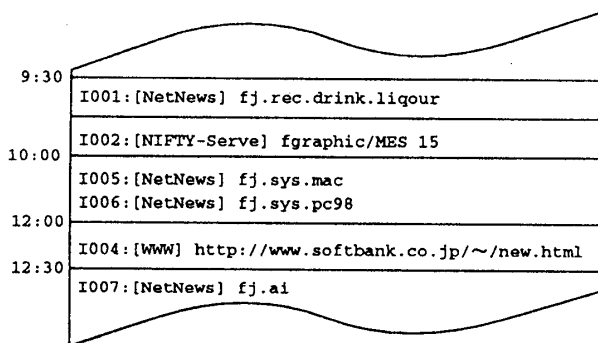 9:30
I001:[NetNews] fj.rec.drink.liqour
I002:[NIFTY-Serve] fgraphic/MES 15
10:00
I005:[NetNews] fj.sys.mac
I006:[NetNews] fj.sys.pc98
12:00
I004:[WWW] http://www.softbank.co.jp/~/new.html
12:30
I007:[NetNews] fj.ai